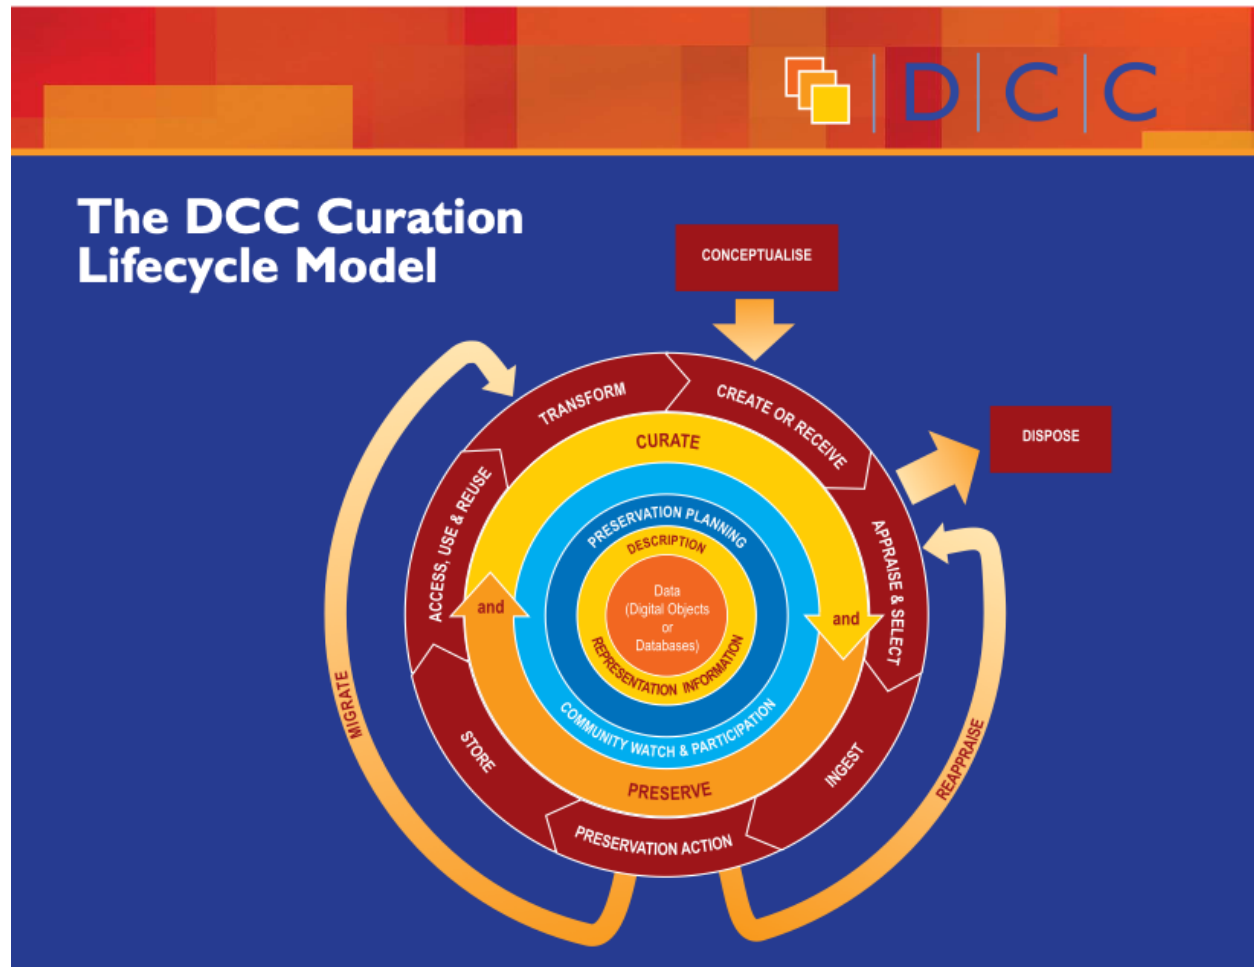 D C C
The DCC Curation
Lifecycle Model
CONCEPTUALISE
DISPOSE
TRANSFORM
CREATE OR RECEIVE
APPRAISE & SELECT
INGEST
PRESERVATION ACTION
STORE
ACCESS, USE & REUSE
CURATE
and
PRESERVE
and
PRESERVATION PLANNING
COMMUNITY WATCH & PARTICIPATION
DESCRIPTION
REPRESENTATION INFORMATION
Data
(Digital Objects
or
Databases)
MIGRATE
REAPPRAISE